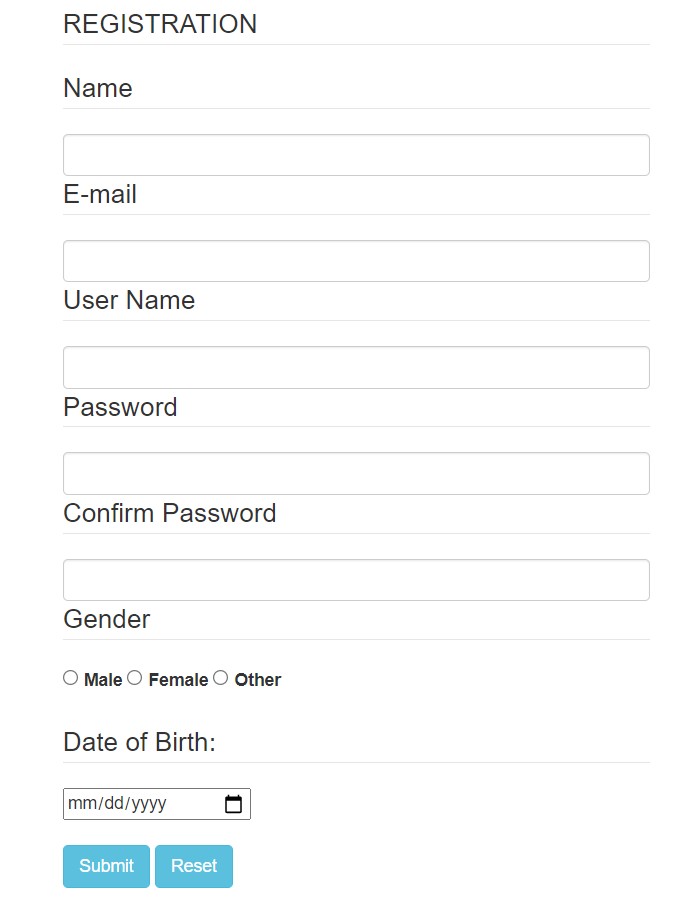 REGISTRATION
Name
E-mail
User Name
Password
Confirm Password
Gender
Male Female Other
Date of Birth:
mm/dd/yyyy
Submit Reset